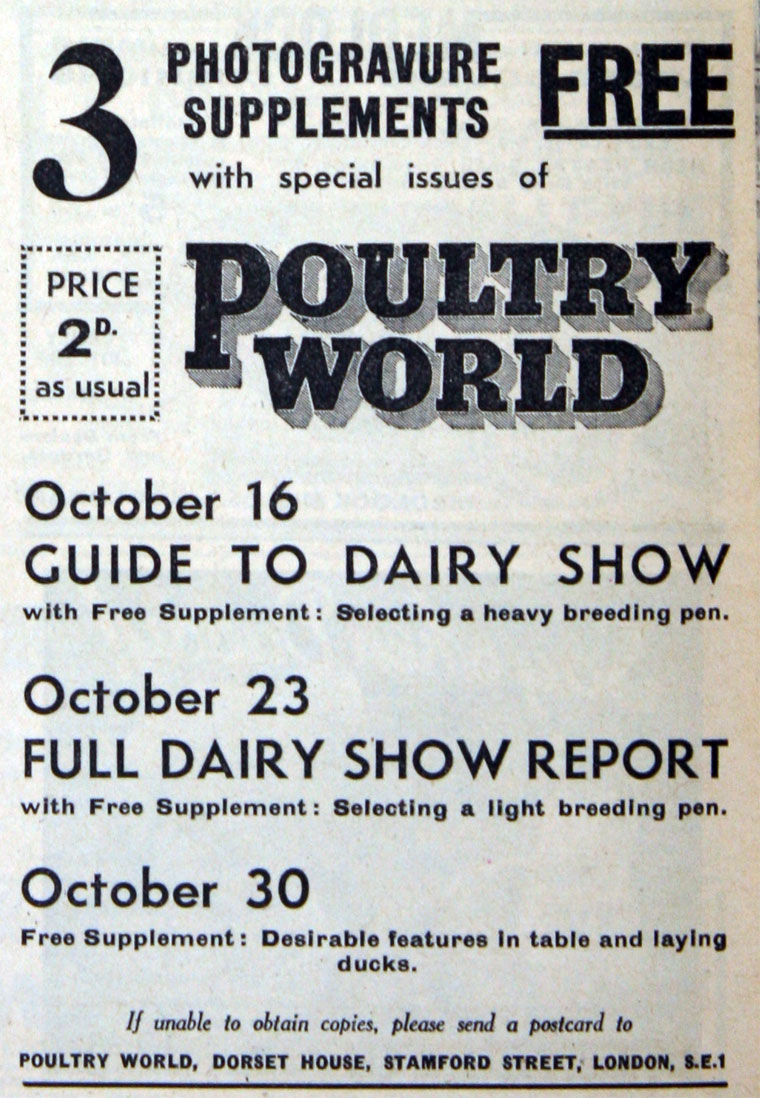 3 PHOTOGRAVURE FREE
SUPPLEMENTS
with special issues of
PRICE
2D.
as usual
POULTRY
WORLD
October 16
GUIDE TO DAIRY SHOW
with Free Supplement: Selecting a heavy breeding pen.
October 23
FULL DAIRY SHOW REPORT
with Free Supplement: Selecting a light breeding pen.
October 30
Free Supplement: Desirable features in table and laying
ducks.
If unable to obtain copies, please send a postcard to
POULTRY WORLD, DORSET HOUSE, STAMFORD STREET, LONDON, S.E.1